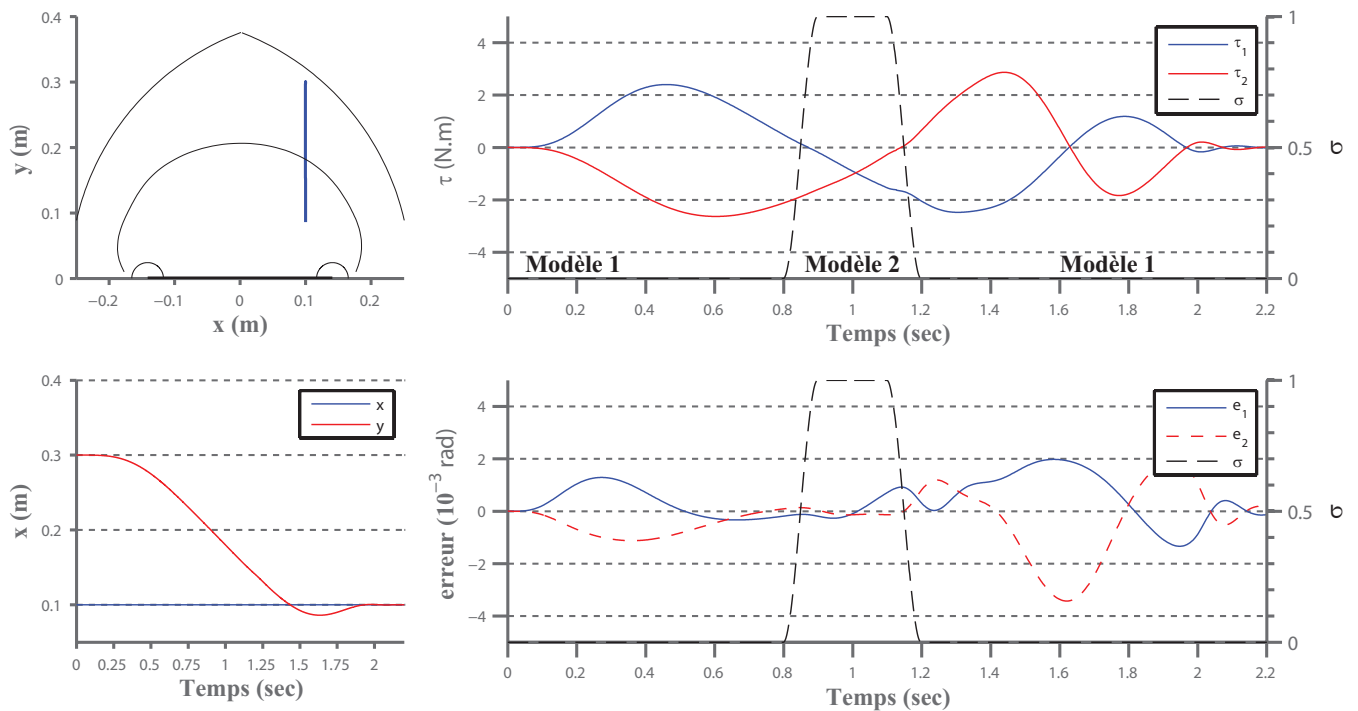 0.4
0.3
0.2
0.1
0
y (m)
−0.2
−0.1
0
0.1
0.2
x (m)
4
2
0
−2
−4
τ (N.m)
1
0.5
0
σ
τ1
τ2
σ
Modèle 1
Modèle 2
Modèle 1
0 0.2 0.4 0.6 0.8 1 1.2 1.4 1.6 1.8 2 2.2
Temps (sec)
0.4
0.3
0.2
0.1
x (m)
x
y
0 0.25 0.5 0.75 1 1.25 1.5 1.75 2
Temps (sec)
4
2
0
−2
−4
erreur (10−3 rad)
1
0.5
0
σ
e1
e2
σ
0 0.2 0.4 0.6 0.8 1 1.2 1.4 1.6 1.8 2 2.2
Temps (sec)